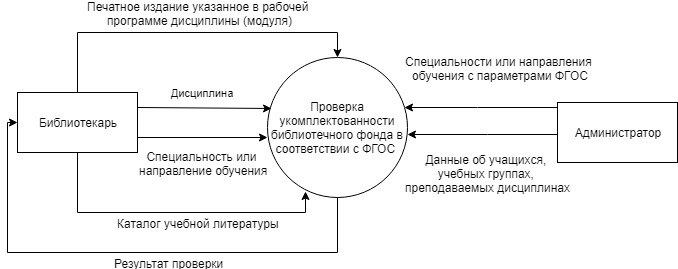 Печатное издание указанное в рабочей
программе дисциплины (модуля)
Специальности или направления
обучения с параметрами ФГОС
Дисциплина
Проверка
укомплектованности
библиотечного фонда в
соответствии с ФГОС
Библиотекарь
Администратор
Специальность или
направление обучения
Данные об учащихся,
учебных группах,
преподаваемых дисциплинах
Каталог учебной литературы
Результат проверки